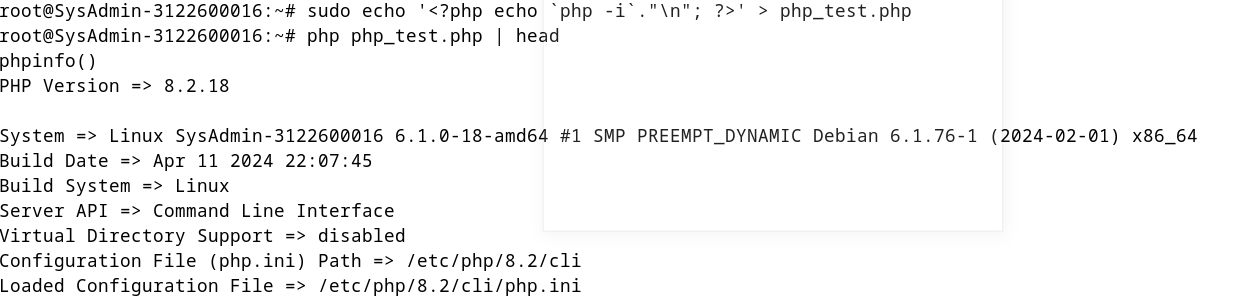 root@SysAdmin-3122600016:~# sudo echo '<?php echo `php -i`."\n"; ?>' > php_test.php
root@SysAdmin-3122600016:~# php php_test.php | head
phpinfo()
PHP Version => 8.2.18
System => Linux SysAdmin-3122600016 6.1.0-18-amd64 #1 SMP PREEMPT_DYNAMIC Debian 6.1.76-1 (2024-02-01) x86_64
Build Date => Apr 11 2024 22:07:45
Build System => Linux
Server API => Command Line Interface
Virtual Directory Support => disabled
Configuration File (php.ini) Path => /etc/php/8.2/cli
Loaded Configuration File => /etc/php/8.2/cli/php.ini